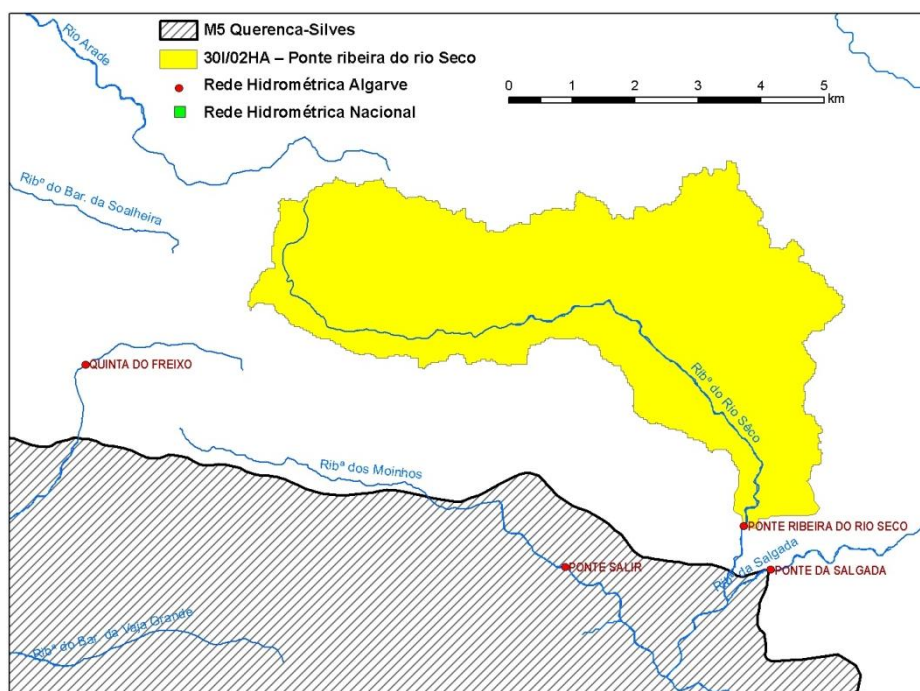 M5 Querenca-Silves
30I/02HA – Ponte ribeira do rio Seco
Rede Hidrométrica Algarve
Rede Hidrométrica Nacional
0 1 2 3 4 5
km
Rio Arade
Ribª do Bar. da Soalheira
QUINTA DO FREIXO
Ribª do Rio Sêco
Ribª dos Moinhos
PONTE RIBEIRA DO RIO SECO
Ribª da Salgada
PONTE SALIR
PONTE DA SALGADA
Ribª do Bar. da Vaja Grande